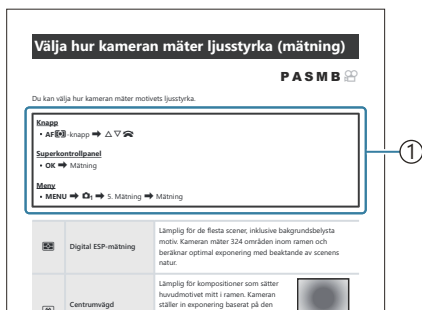 Välja hur kameran mäter ljusstyrka (mätning)
PASMB
Du kan välja hur kameran mäter motivets ljusstyrka.
Knapp
• AF-knapp ➡ △▽
Superkontrollpanel
• OK ➡ Mätning
Meny
• MENU ➡ 1 ➡ 5. Mätning ➡ Mätning
①
Digital ESP-mätning
Lämplig för de flesta scener, inklusive bakgrundsbelysta
motiv. Kameran mäter 324 områden inom ramen och
beräknar optimal exponering med beaktande av scenens
natur.
Centrumvägd
Lämplig för kompositioner som sätter
huvudmotivet mitt i ramen. Kameran
ställer in exponering baserat på den